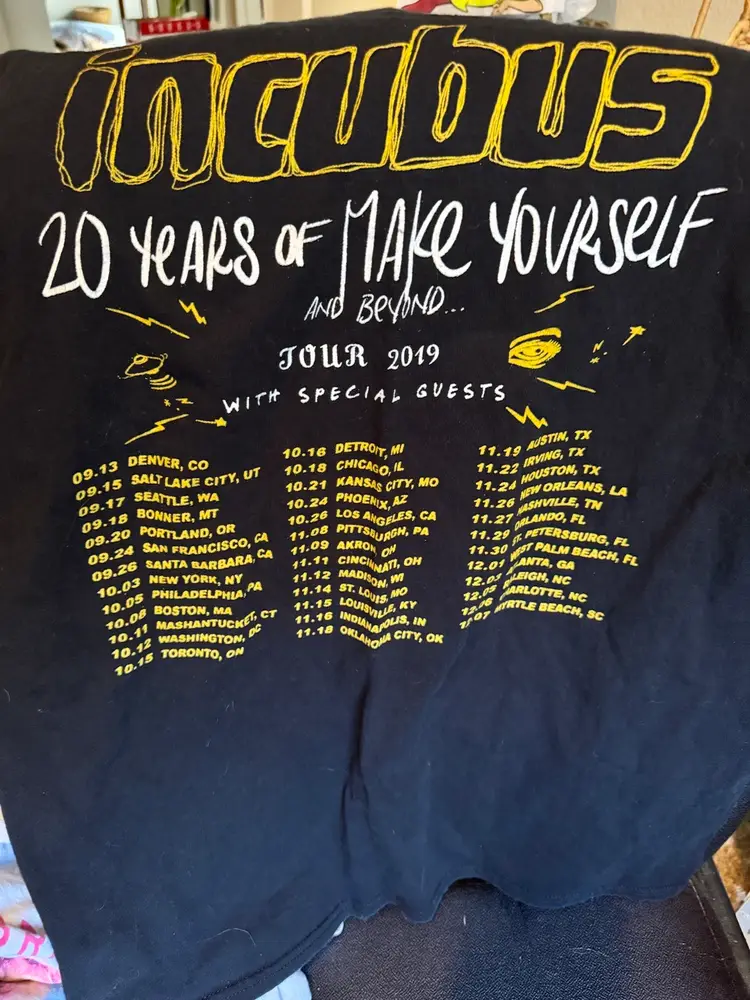 incubus
20 YeARS OF MAKe YOURSelF
AND BeYOND...
TOUR 2019
WITH SPECIAL GUESTS
09.13 DENVER, CO
09.15 SALT LAKE CITY, UT
09.17 SEATTLE, WA
09.18 BONNER, MT
09.20 PORTLAND, OR
09.24 SAN FRANCISCO, CA
09.26 SANTA BARBARA, CA
10.03 NEW YORK, NY
10.05 PHILADELPHIA, PA
10.08 BOSTON, MA
10.11 MASHANTUCKET, CT
10.12 WASHINGTON, DC
10.15 TORONTO, ON
10.16 DETROIT, MI
10.18 CHICAGO, IL
10.21 KANSAS CITY, MO
10.24 PHOENIX, AZ
10.26 LOS ANGELES, CA
11.08 PITTSBURGH, PA
11.09 AKRON, OH
11.11 CINCINNATI, OH
11.12 MADISON, WI
11.14 ST. LOUIS, MO
11.15 LOUISVILLE, KY
11.16 INDIANAPOLIS, IN
11.18 OKLAHOMA CITY, OK
11.19 AUSTIN, TX
11.22 IRVING, TX
11.24 HOUSTON, TX
11.26 NEW ORLEANS, LA
11.27 NASHVILLE, TN
11.29 ORLANDO, FL
11.30 ST. PETERSBURG, FL
12.01 WEST PALM BEACH, FL
12.03 ATLANTA, GA
12.05 RALEIGH, NC
12.06 CHARLOTTE, NC
12.07 MYRTLE BEACH, SC